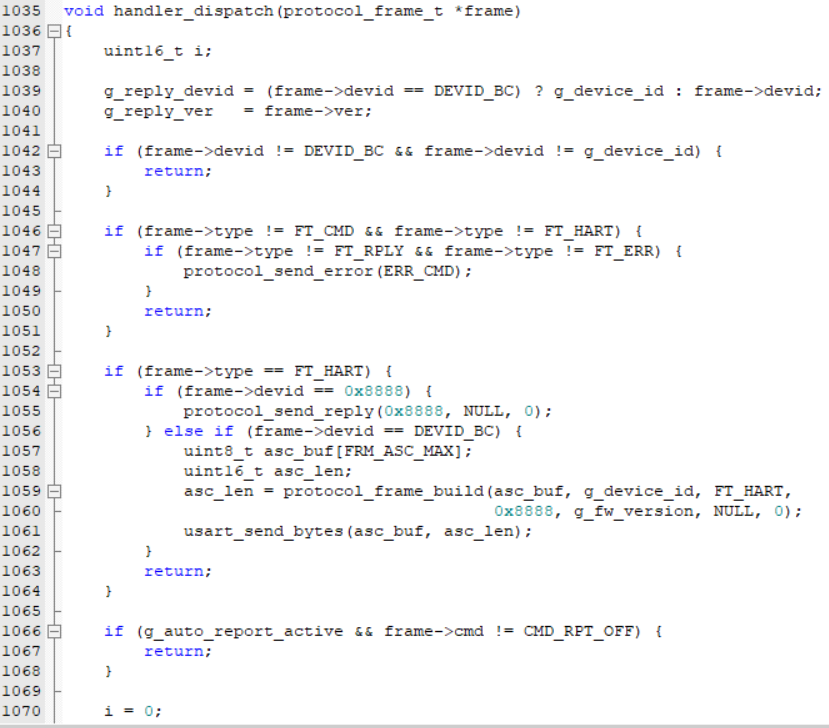 1035 void handler_dispatch(protocol_frame_t *frame)
1036 {
1037     uint16_t i;
1038
1039     g_reply_devid = (frame->devid == DEVID_BC) ? g_device_id : frame->devid;
1040     g_reply_ver   = frame->ver;
1041
1042     if (frame->devid != DEVID_BC && frame->devid != g_device_id) {
1043         return;
1044     }
1045
1046     if (frame->type != FT_CMD && frame->type != FT_HART) {
1047         if (frame->type != FT_RPLY && frame->type != FT_ERR) {
1048             protocol_send_error(ERR_CMD);
1049         }
1050         return;
1051     }
1052
1053     if (frame->type == FT_HART) {
1054         if (frame->devid == 0x8888) {
1055             protocol_send_reply(0x8888, NULL, 0);
1056         } else if (frame->devid == DEVID_BC) {
1057             uint8_t asc_buf[FRM_ASC_MAX];
1058             uint16_t asc_len;
1059             asc_len = protocol_frame_build(asc_buf, g_device_id, FT_HART,
1060                                            0x8888, g_fw_version, NULL, 0);
1061             usart_send_bytes(asc_buf, asc_len);
1062         }
1063         return;
1064     }
1065
1066     if (g_auto_report_active && frame->cmd != CMD_RPT_OFF) {
1067         return;
1068     }
1069
1070     i = 0;